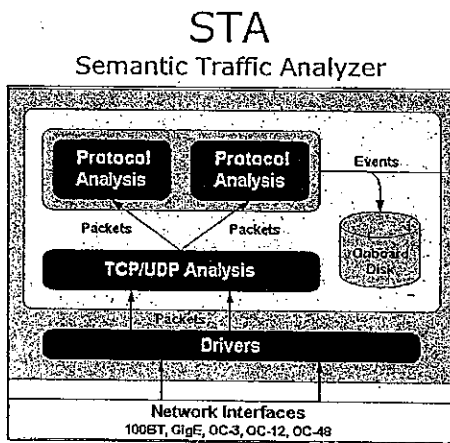 STA
Semantic Traffic Analyzer
Protocol Analysis
Protocol Analysis
Events
Packets
Packets
Onboard Disk
TCP/UDP Analysis
Packets
Drivers
Network Interfaces
100BT, GigE, OC-3, OC-12, OC-48